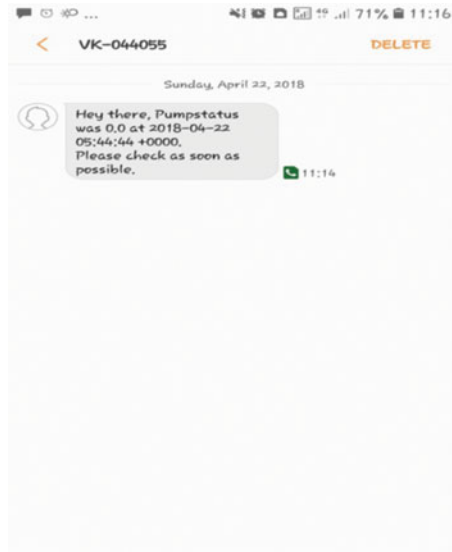 ... 71% 11:16
< VK-044055 DELETE
Sunday, April 22, 2018
Hey there, Pumpstatus
was 0.0 at 2018-04-22
05:44:44 +0000.
Please check as soon as
possible.
11:14